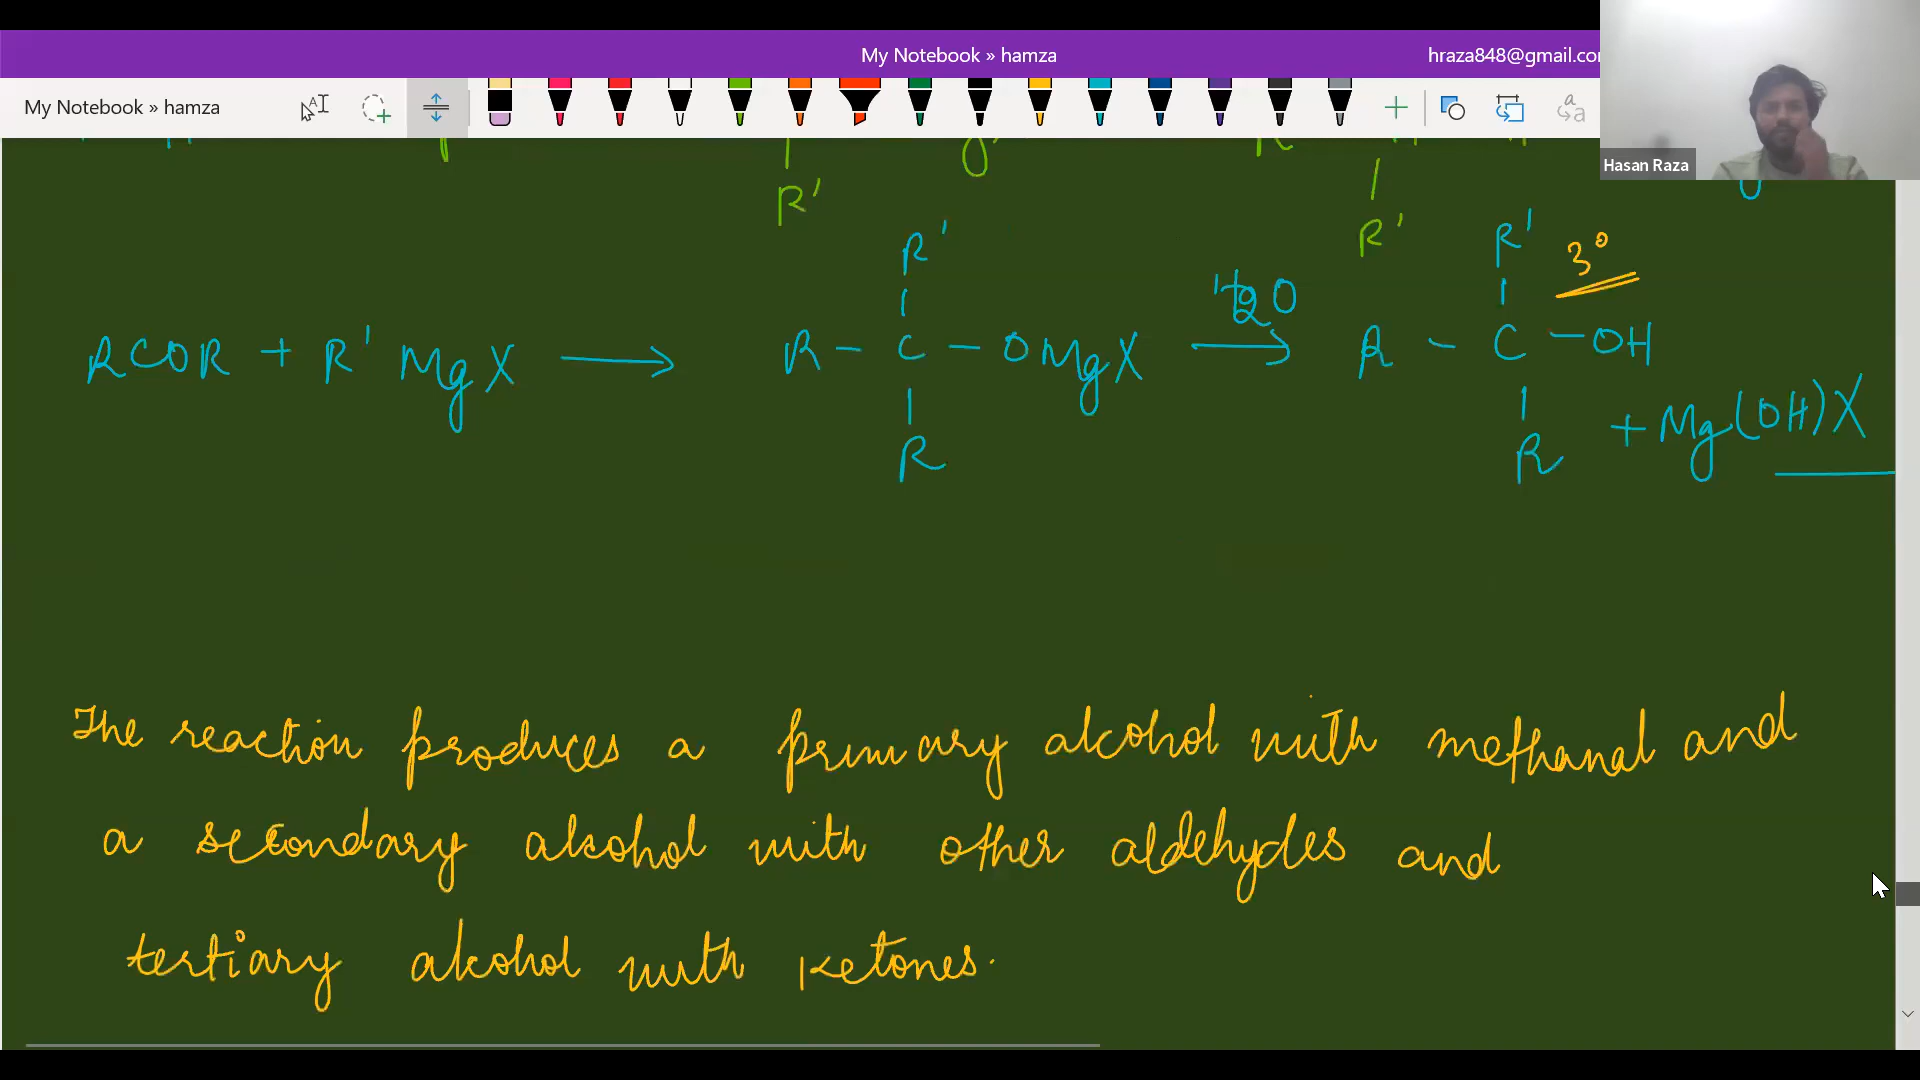 My Notebook » hamza
hraza848@gmail.co
My Notebook » hamza
Hasan Raza
R'
R'
R' R' 3°
RCOR + R' MgX → R - C - OMgX H2O → R - C - OH
R R + Mg(OH)X
The reaction produces a primary alcohol with methanal and
a secondary alcohol with other aldehydes and
tertiary alcohol with ketones.